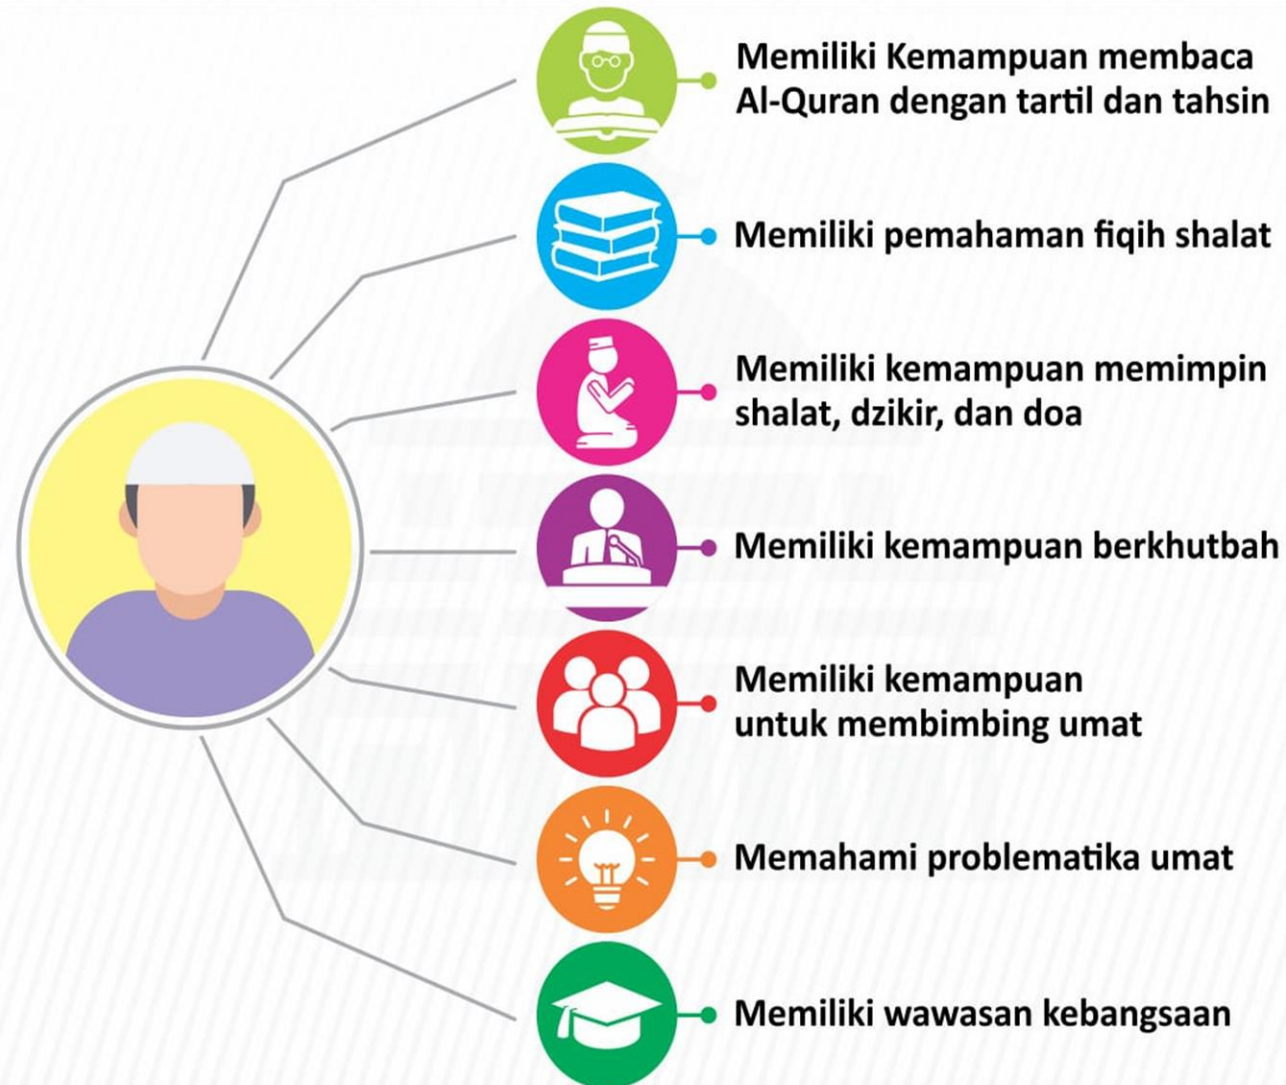 Memiliki Kemampuan membaca
Al-Quran dengan tartil dan tahsin
Memiliki pemahaman fiqih shalat
Memiliki kemampuan memimpin
shalat, dzikir, dan doa
Memiliki kemampuan berkhutbah
Memiliki kemampuan
untuk membimbing umat
Memahami problematika umat
Memiliki wawasan kebangsaan